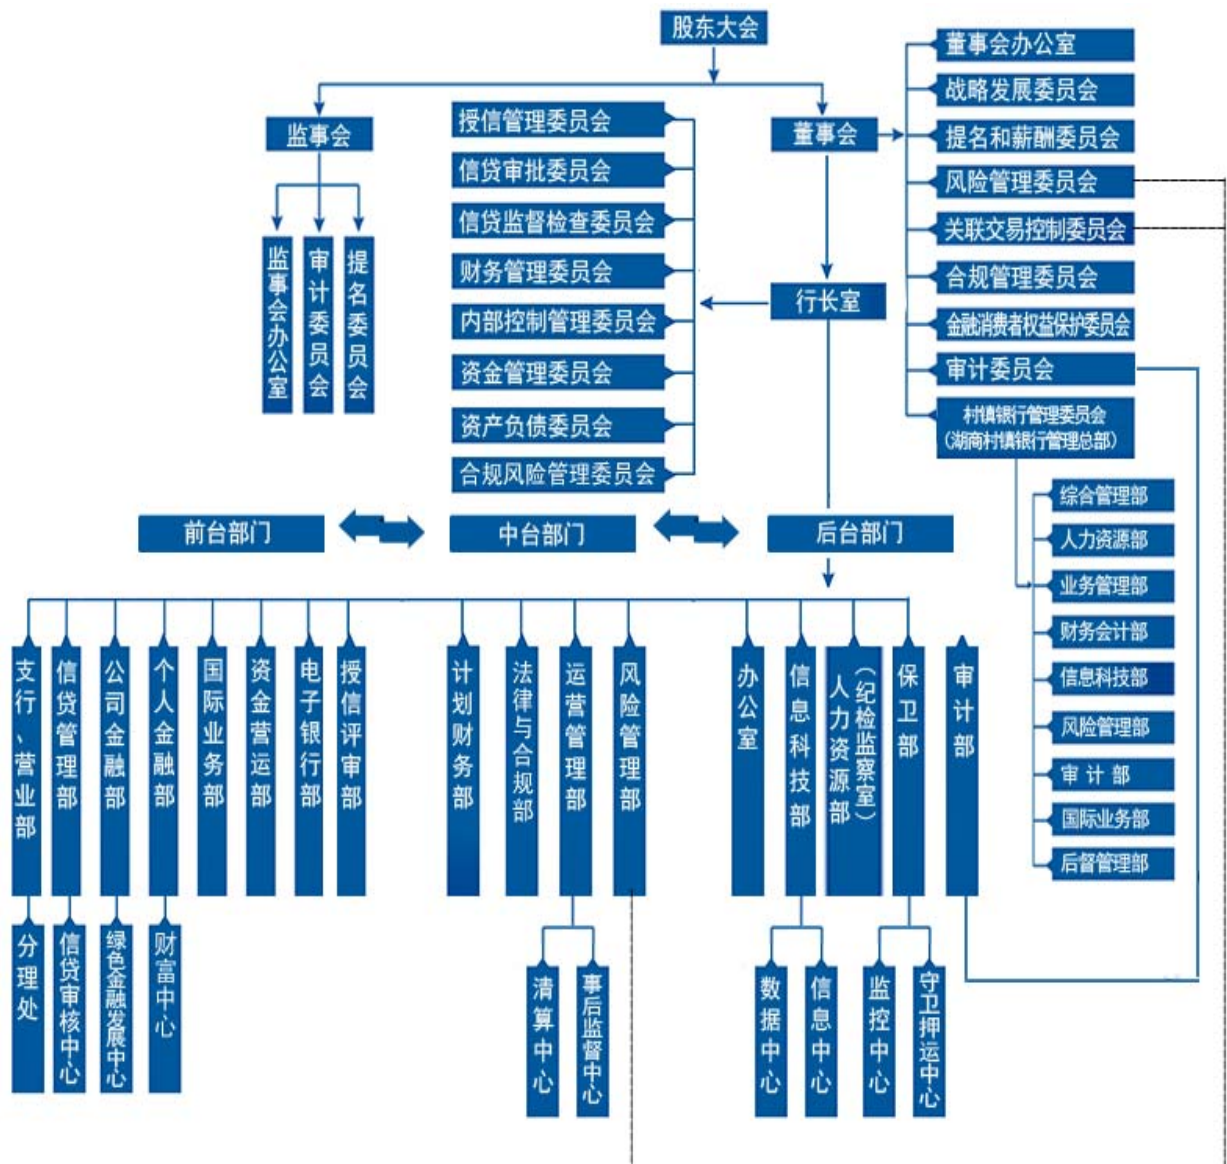 股东大会
监事会
董事会
监事会办公室
审计委员会
提名委员会
授信管理委员会
信贷审批委员会
信贷监督检查委员会
财务管理委员会
内部控制管理委员会
资金管理委员会
资产负债委员会
合规风险管理委员会
行长室
董事会办公室
战略发展委员会
提名和薪酬委员会
风险管理委员会
关联交易控制委员会
合规管理委员会
金融消费者权益保护委员会
审计委员会
村镇银行管理委员会
（湖商村镇银行管理总部）
综合管理部
人力资源部
业务管理部
财务会计部
信息科技部
风险管理部
审计部
国际业务部
后督管理部
前台部门
中台部门
后台部门
支行、营业部
信贷管理部
公司金融部
个人金融部
国际业务部
资金营运部
电子银行部
授信评审部
计划财务部
法律与合规部
运营管理部
风险管理部
办公室
信息科技部
人力资源部
（纪检监察室）
保卫部
审计部
分理处
信贷审核中心
绿色金融发展中心
财富中心
清算中心
事后监督中心
数据中心
信息中心
监控中心
守卫押运中心